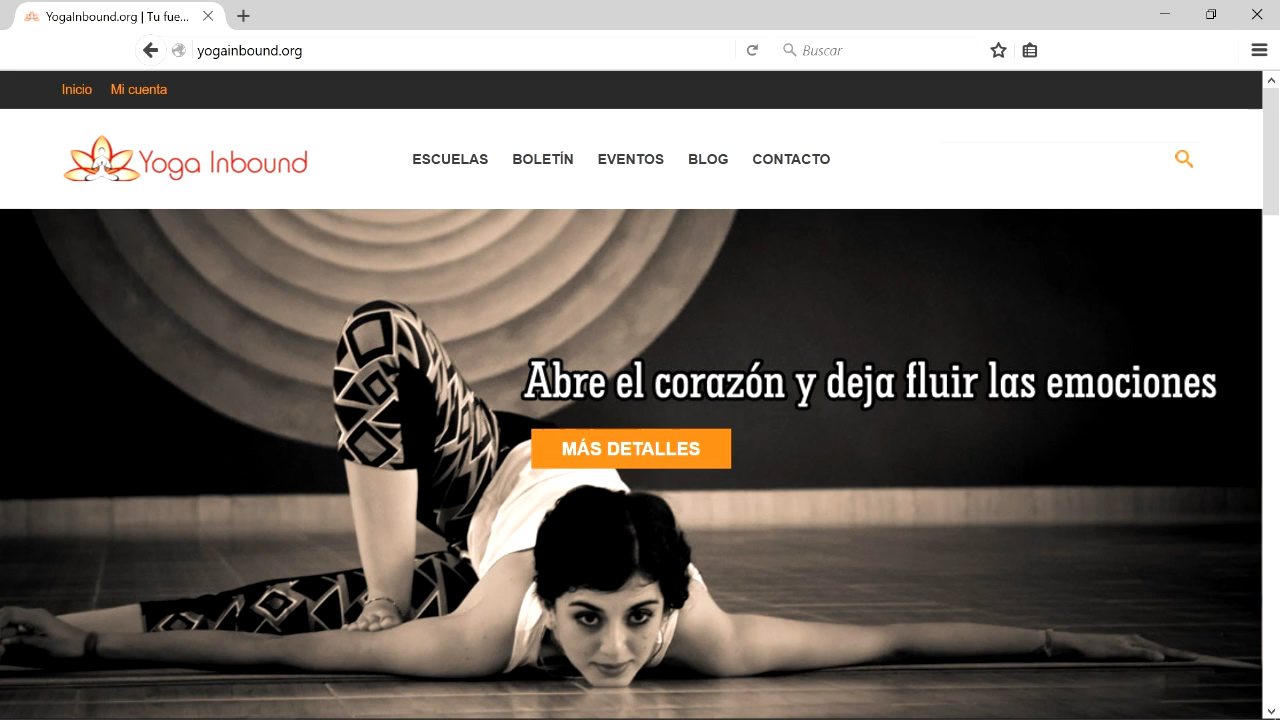 YogaInbound.org | Tu fue...
yogainbound.org
Buscar
Inicio Mi cuenta
Yoga Inbound
ESCUELAS BOLETÍN EVENTOS BLOG CONTACTO
Abre el corazón y deja fluir las emociones
MÁS DETALLES